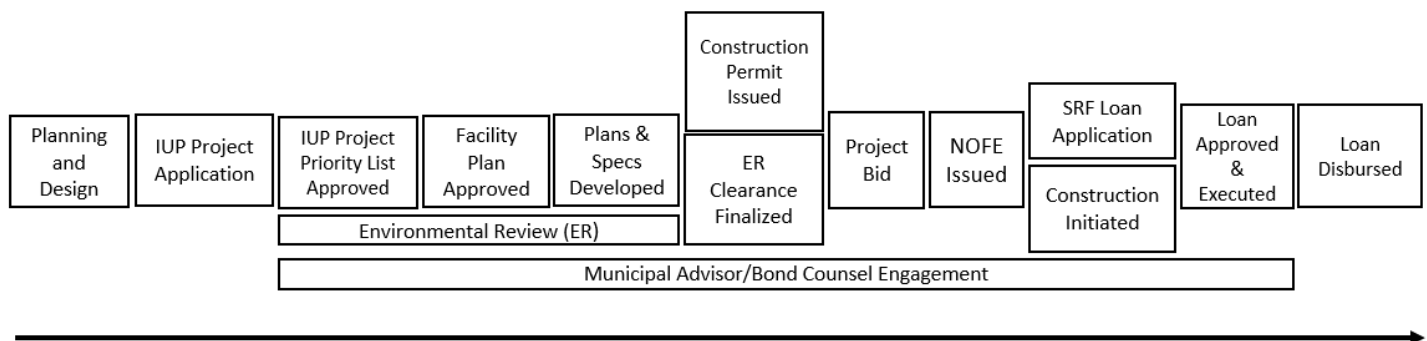 Planning
and
Design
IUP Project
Application
IUP Project
Priority List
Approved
Facility
Plan
Approved
Plans &
Specs
Developed
Construction
Permit
Issued
ER
Clearance
Finalized
Project
Bid
NOFE
Issued
SRF Loan
Application
Construction
Initiated
Loan
Approved
&
Executed
Loan
Disbursed
Environmental Review (ER)
Municipal Advisor/Bond Counsel Engagement